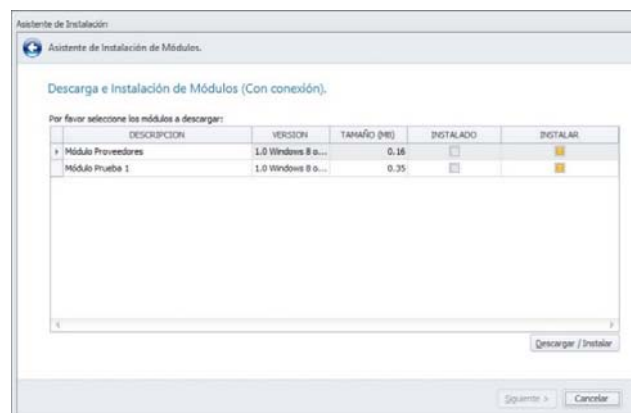 Asistente de Instalación
Asistente de Instalación de Módulos.
Descarga e Instalación de Módulos (Con conexión).
Por favor seleccione los módulos a descargar:
DESCRIPCION VERSION TAMAÑO (MB) INSTALADO INSTALAR
Módulo Proveedores 1.0 Windows 8 o... 0.16
Módulo Prueba 1 1.0 Windows 8 o... 0.35
Descargar / Instalar
Siguiente > Cancelar